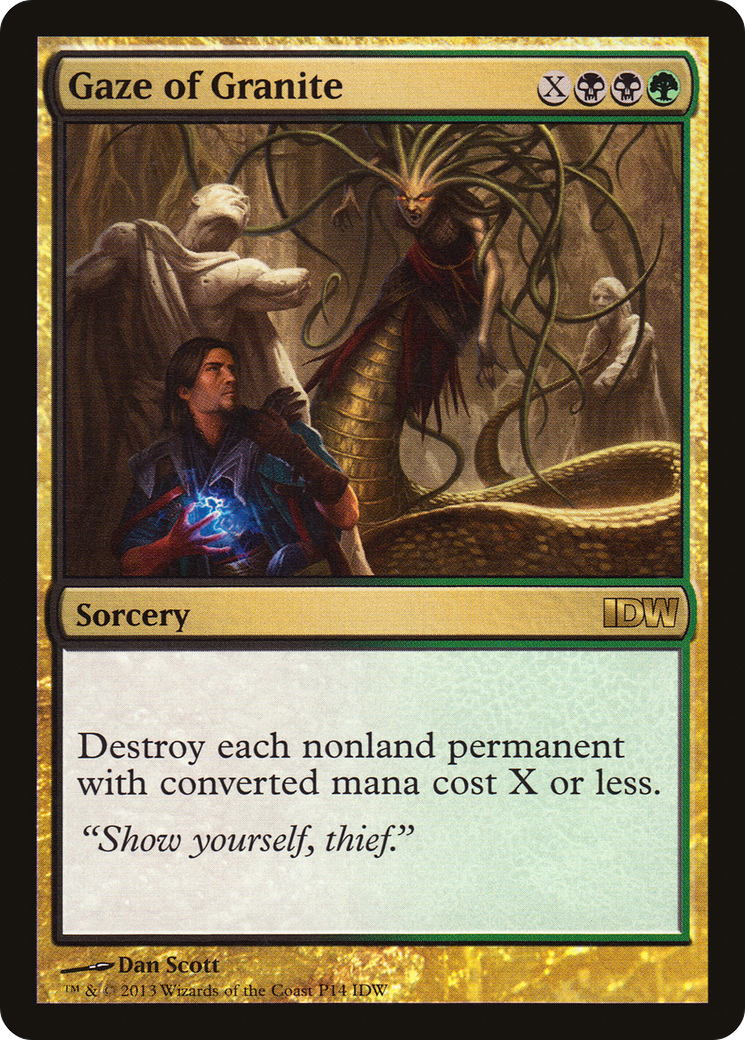 Gaze of Granite X
Sorcery IDW
Destroy each nonland permanent
with converted mana cost X or less.
“Show yourself, thief.”
Dan Scott
™ & © 2013 Wizards of the Coast P14 IDW